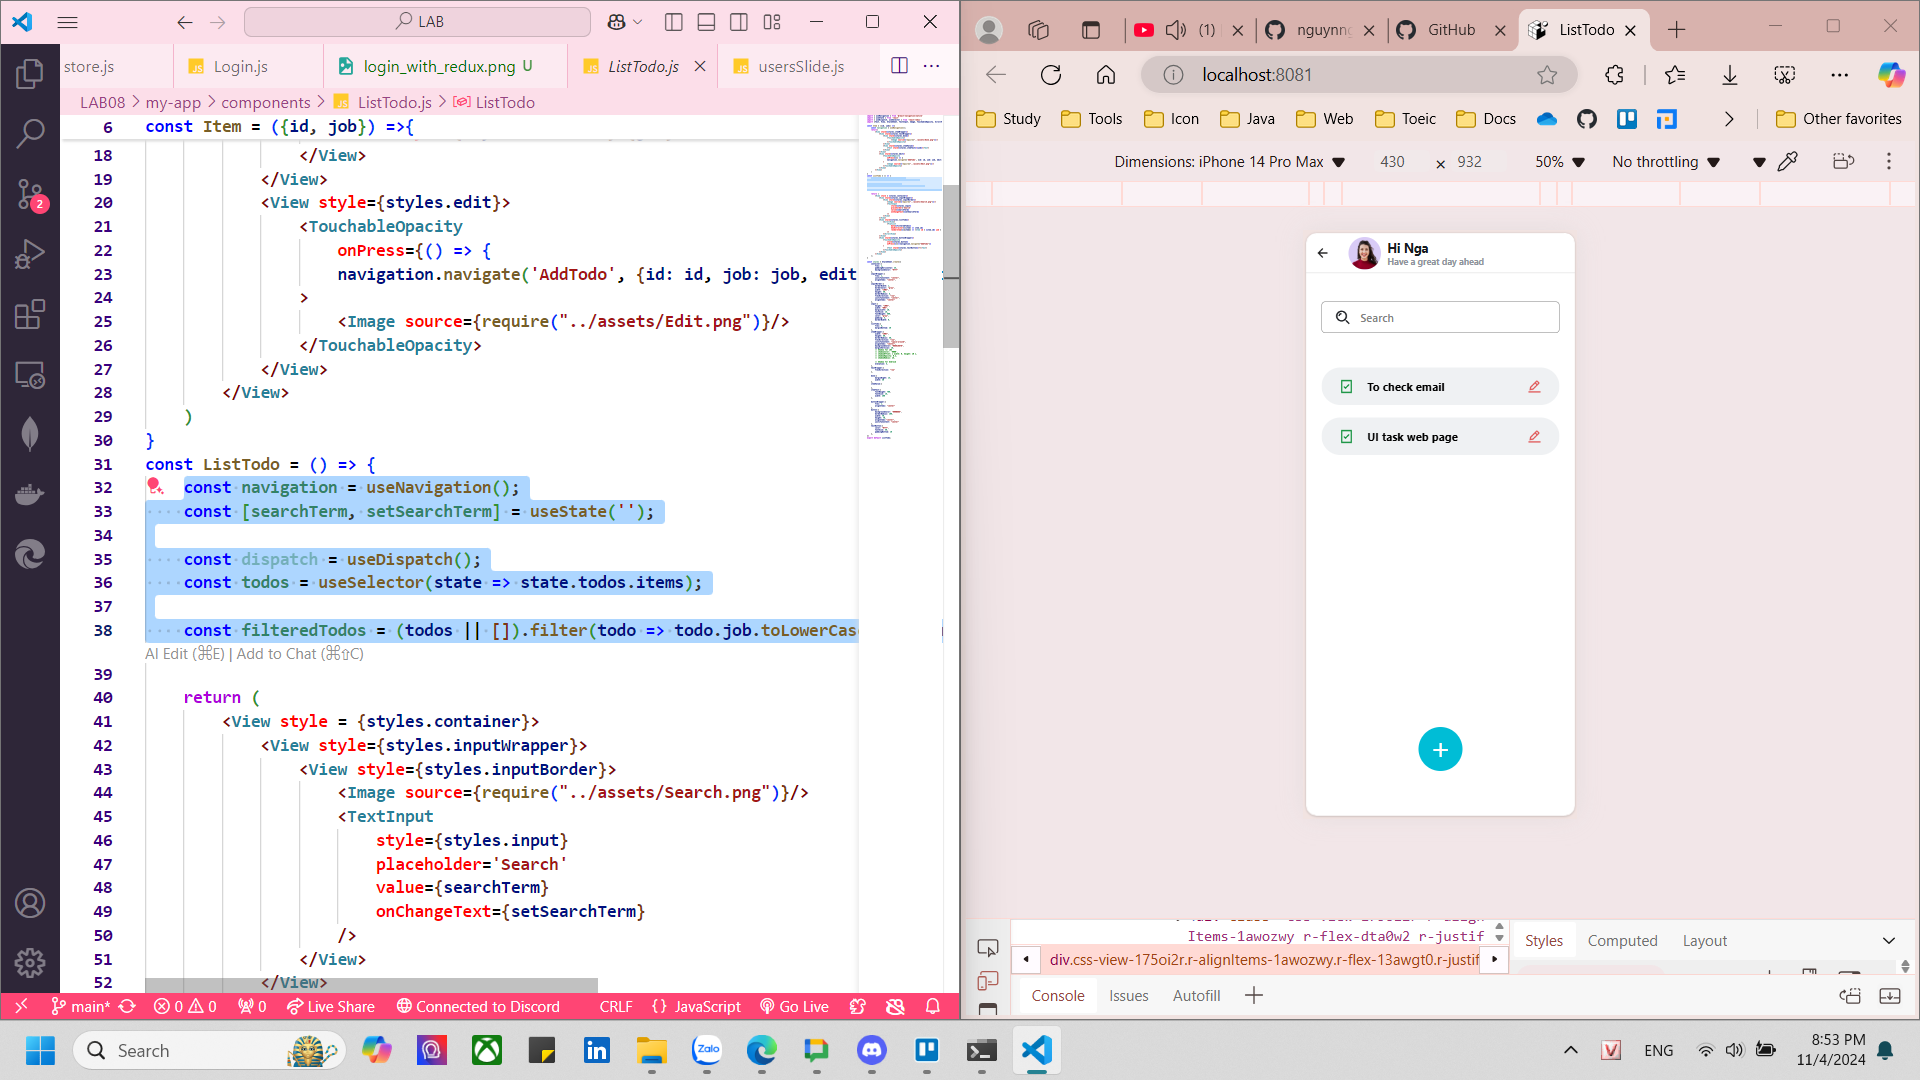 LAB
store.js
Login.js
login_with_redux.png U
ListTodo.js
usersSlide.js
LAB08 > my-app > components > ListTodo.js > ListTodo
6 const Item = ({id, job}) =>{
18 </View>
19 </View>
20 <View style={styles.edit}>
21 <TouchableOpacity
22 onPress={() => {
23 navigation.navigate('AddTodo', {id: id, job: job, edit
24 >
25 <Image source={require("../assets/Edit.png")}/>
26 </TouchableOpacity>
27 </View>
28 </View>
29 )
30 }
31 const ListTodo = () => {
32 const navigation = useNavigation();
33 const [searchTerm, setSearchTerm] = useState('');
34
35 const dispatch = useDispatch();
36 const todos = useSelector(state => state.todos.items);
37
38 const filteredTodos = (todos || []).filter(todo => todo.job.toLowerCas
AI Edit (⌘E) | Add to Chat (⌘⇧C)
39
40 return (
41 <View style = {styles.container}>
42 <View style={styles.inputWrapper}>
43 <View style={styles.inputBorder}>
44 <Image source={require("../assets/Search.png")}/>
45 <TextInput
46 style={styles.input}
47 placeholder='Search'
48 value={searchTerm}
49 onChangeText={setSearchTerm}
50 />
51 </View>
52 </View>
2
main* 0 0 0 Live Share Connected to Discord CRLF {} JavaScript Go Live
(1)
nguynn
GitHub
ListTodo
localhost:8081
Study Tools Icon Java Web Toeic Docs Other favorites
Dimensions: iPhone 14 Pro Max 430 × 932 50% No throttling
Hi Nga
Have a great day ahead
Search
To check email
UI task web page
+
Items-1awozwy r-flex-dta0w2 r-justif
div.css-view-175oi2r.r-alignItems-1awozwy.r-flex-13awgt0.r-justif
Styles Computed Layout
Console Issues Autofill
Search
Zalo
ENG
8:53 PM
11/4/2024